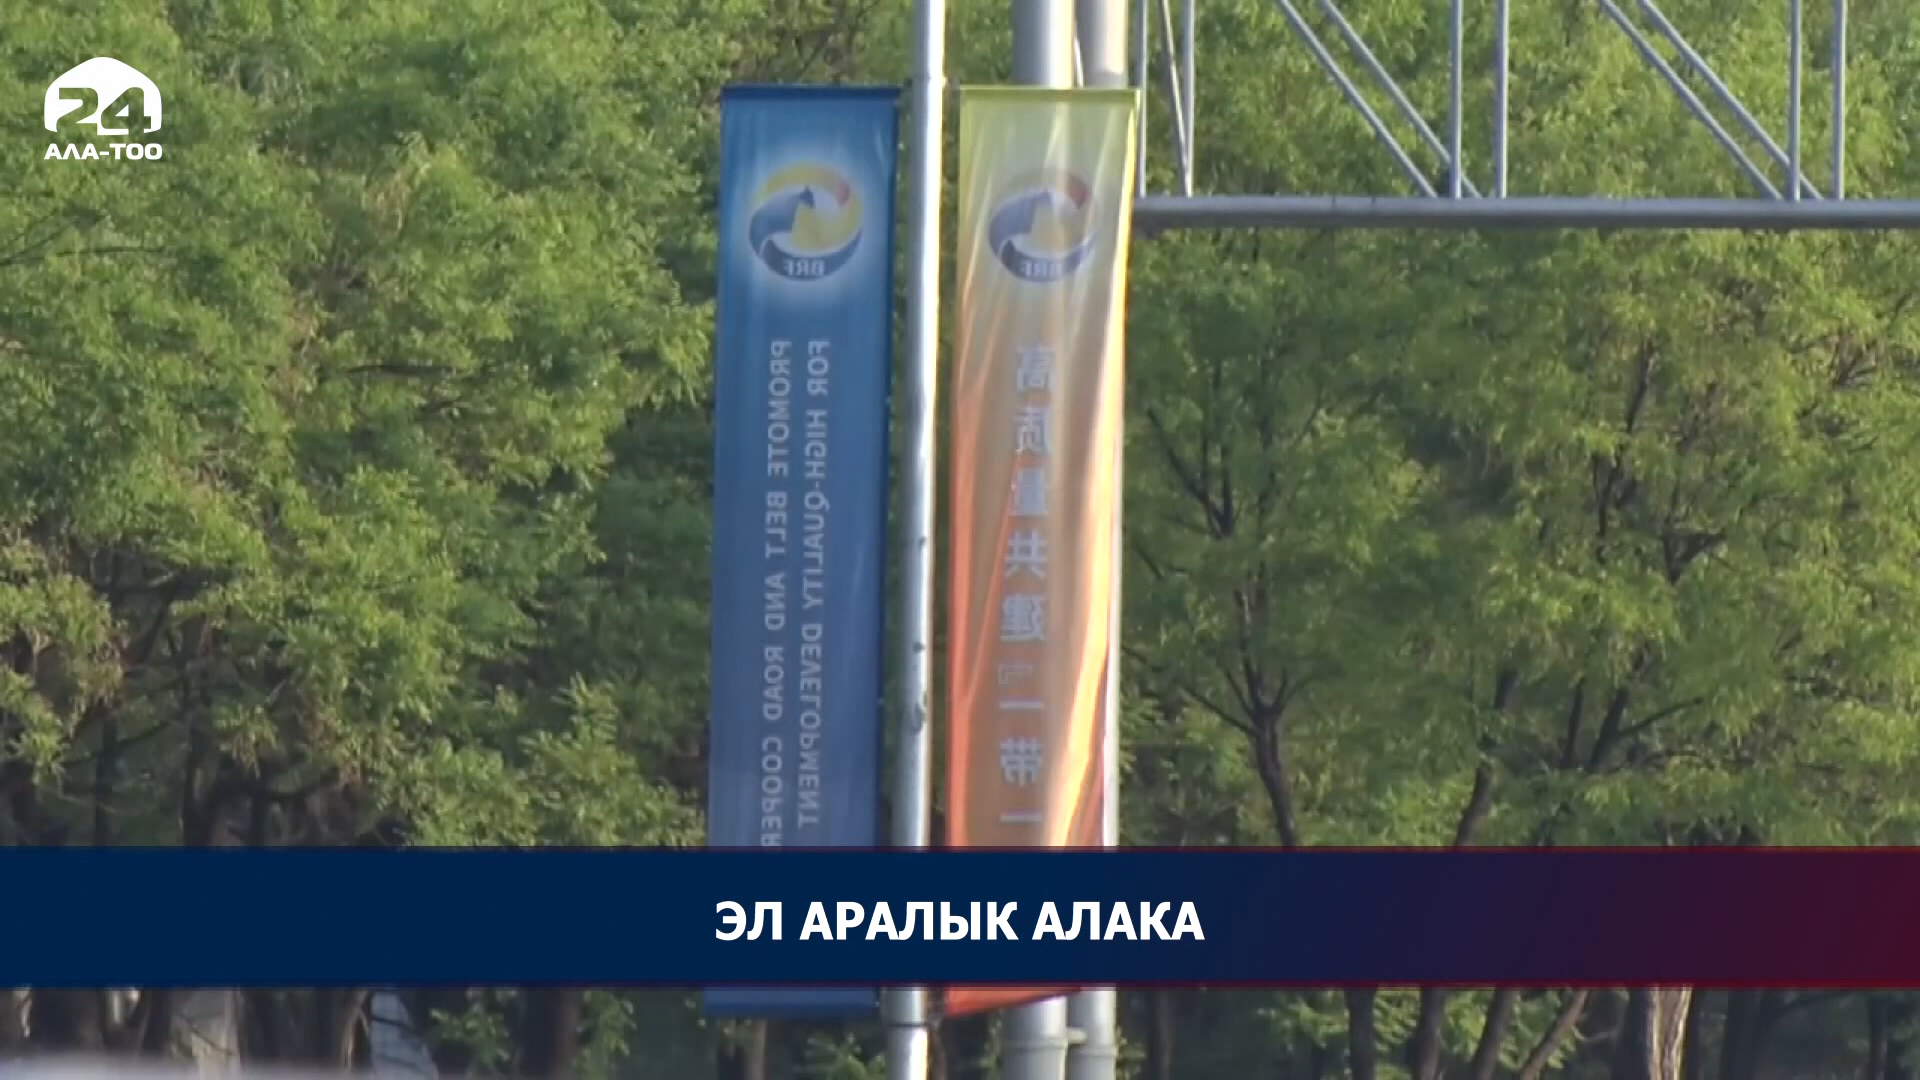 24
АЛА-ТОО
BRF
BRF
PROMOTE BELT AND ROAD COOPER
FOR HIGH-QUALITY DEVELOPMENT
高质量共建“一带一
ЭЛ АРАЛЫК АЛАКА